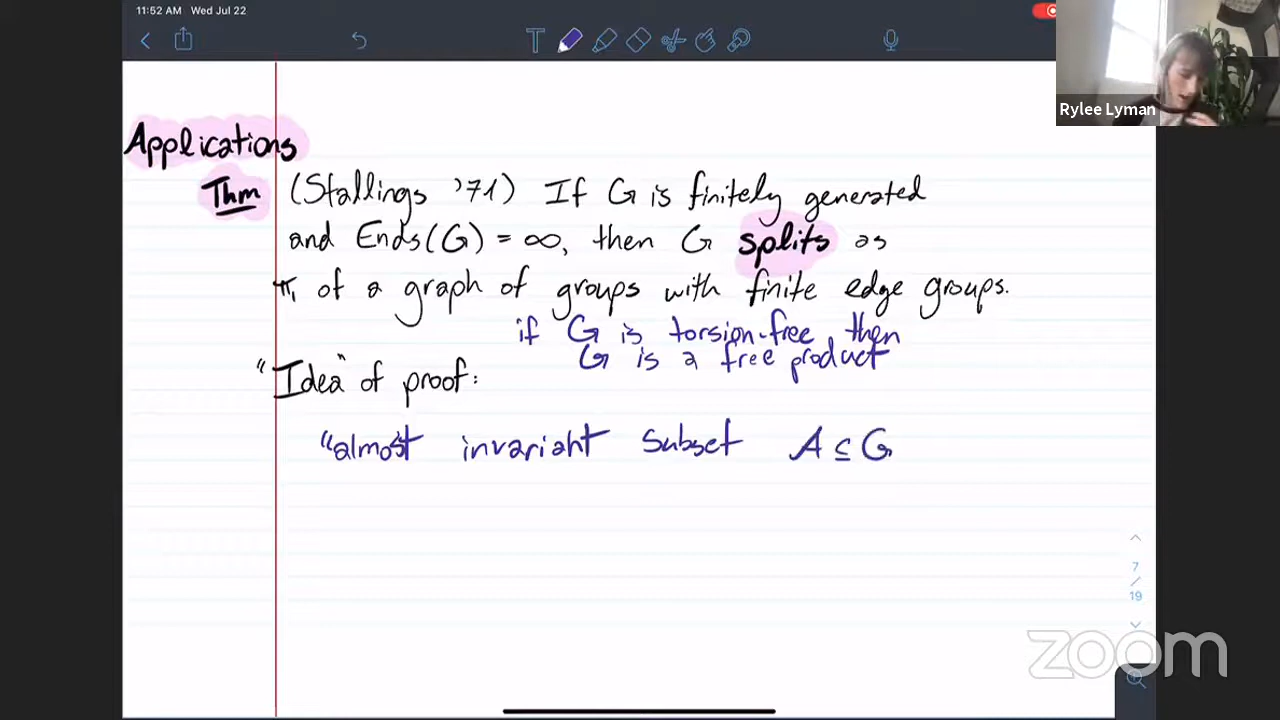 11:52 AM Wed Jul 22
Rylee Lyman
Applications
Thm (Stallings '71) If G is finitely generated
and Ends(G) = ∞, then G splits as
π₁ of a graph of groups with finite edge groups.
if G is torsion-free then
G is a free product
"Idea" of proof:
"almost invariant subset A ⊆ G
7
/
19
zoom